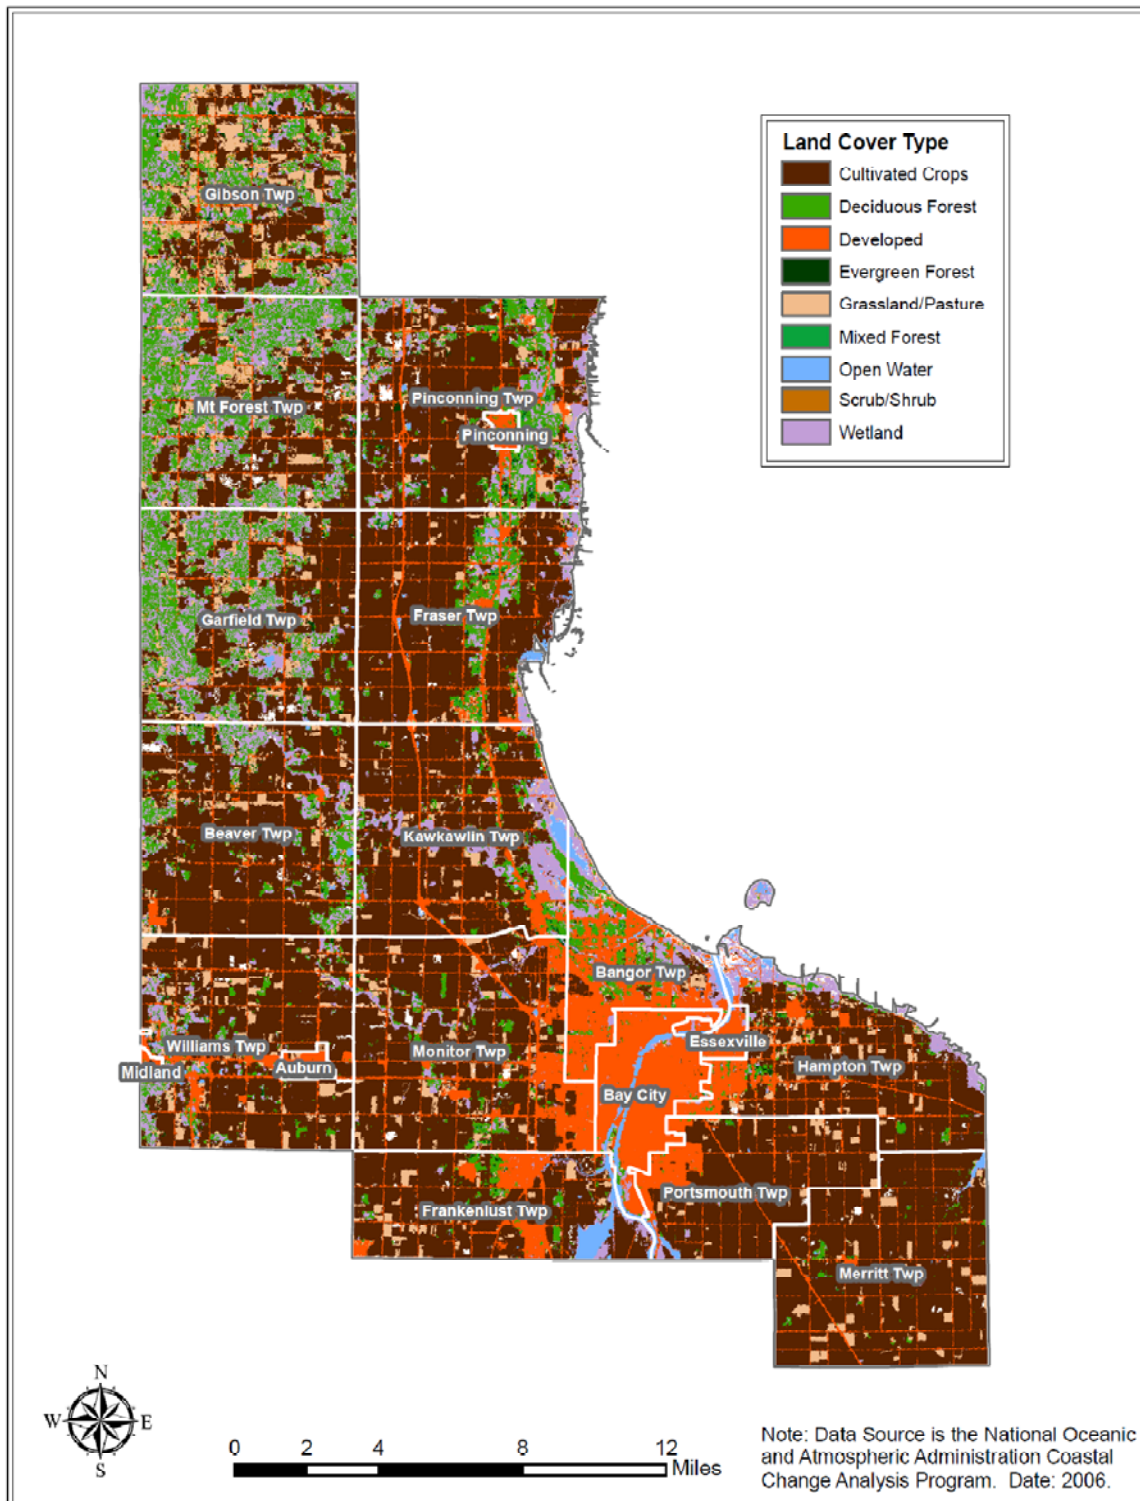 Land Cover Type
Cultivated Crops
Deciduous Forest
Developed
Evergreen Forest
Grassland/Pasture
Mixed Forest
Open Water
Scrub/Shrub
Wetland
Gibson Twp
Mt Forest Twp
Pinconning Twp
Pinconning
Garfield Twp
Fraser Twp
Beaver Twp
Kawkawlin Twp
Bangor Twp
Williams Twp
Midland
Auburn
Monitor Twp
Essexville
Hampton Twp
Bay City
Frankenlust Twp
Portsmouth Twp
Merritt Twp
N
W
E
S
0 2 4 8 12
Miles
Note: Data Source is the National Oceanic
and Atmospheric Administration Coastal
Change Analysis Program. Date: 2006.